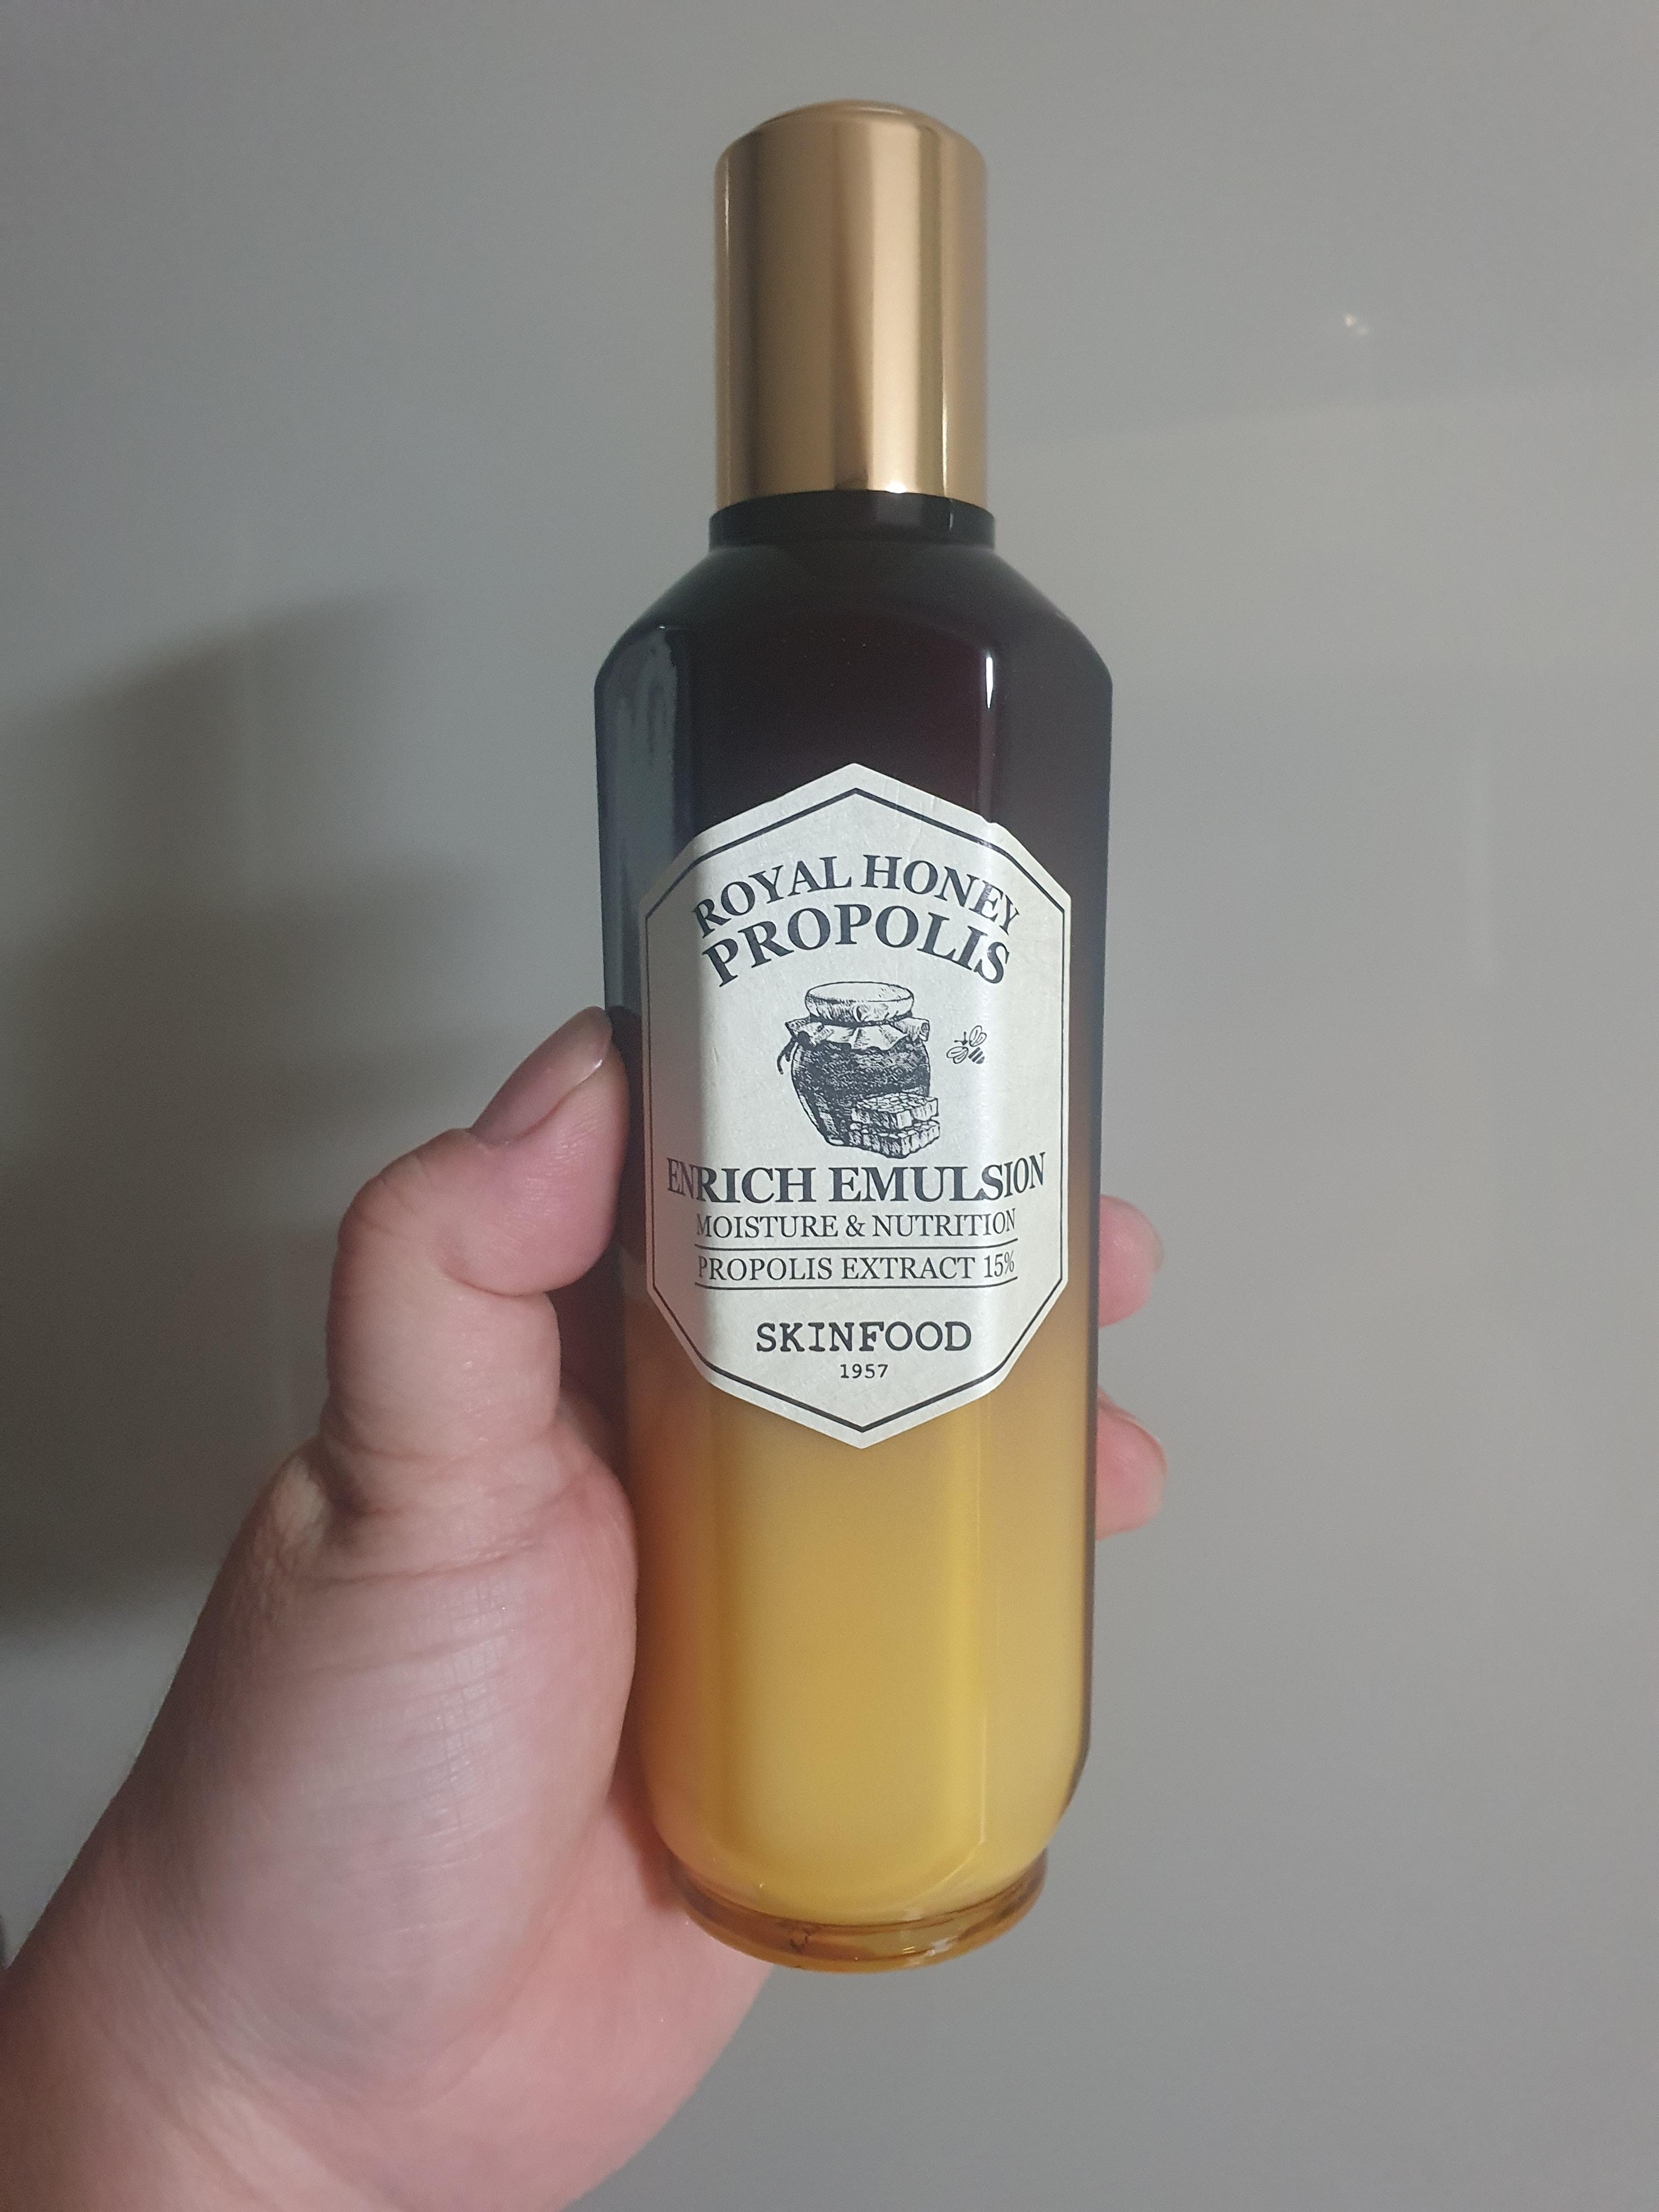 ROYAL HONEY
PROPOLIS
ENRICH EMULSION
MOISTURE & NUTRITION
PROPOLIS EXTRACT 15%
SKINFOOD
1957